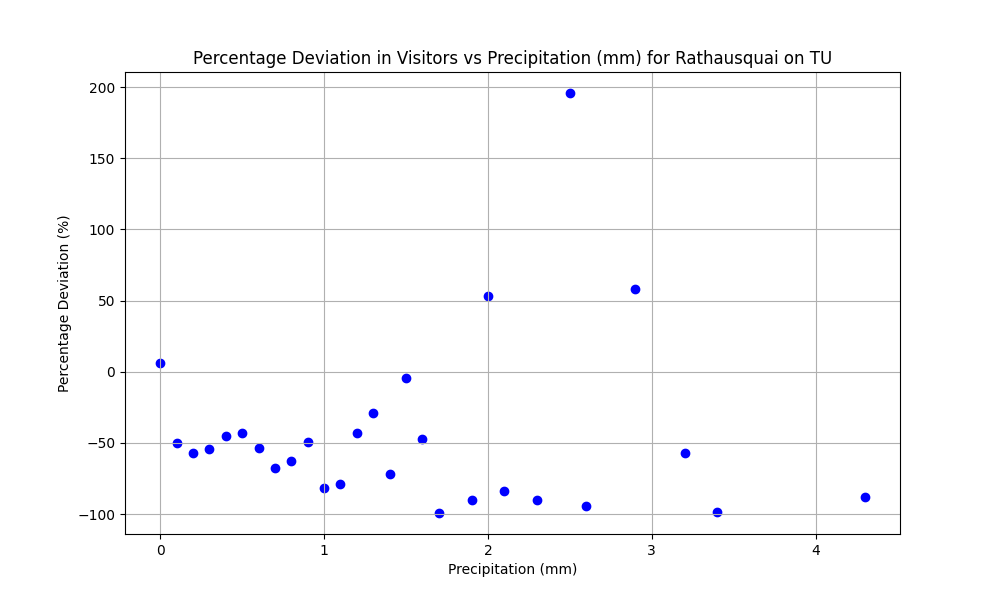 Percentage Deviation in Visitors vs Precipitation (mm) for Rathausquai on TU
200
150
100
50
0
−50
−100
Percentage Deviation (%)
0 1 2 3 4
Precipitation (mm)